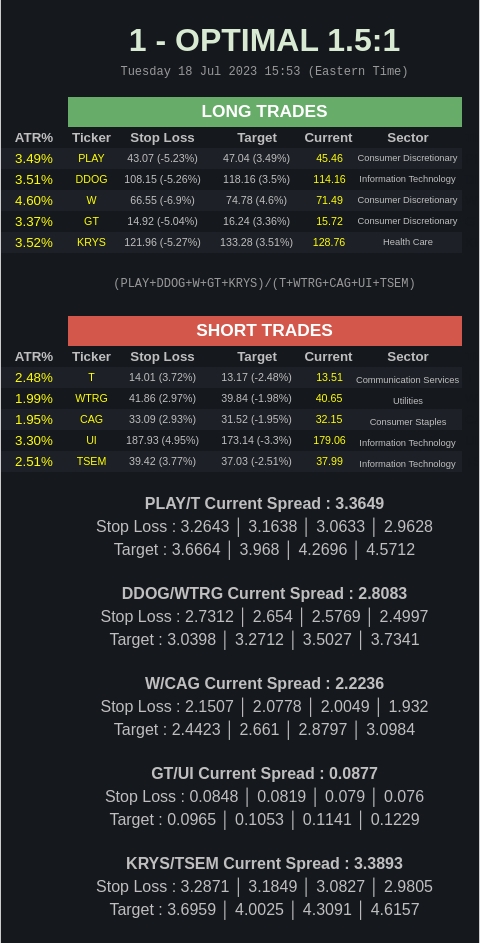 1 - OPTIMAL 1.5:1
Tuesday 18 Jul 2023 15:53 (Eastern Time)
LONG TRADES
ATR% Ticker Stop Loss Target Current Sector
3.49% PLAY 43.07 (-5.23%) 47.04 (3.49%) 45.46 Consumer Discretionary
3.51% DDOG 108.15 (-5.26%) 118.16 (3.5%) 114.16 Information Technology
4.60% W 66.55 (-6.9%) 74.78 (4.6%) 71.49 Consumer Discretionary
3.37% GT 14.92 (-5.04%) 16.24 (3.36%) 15.72 Consumer Discretionary
3.52% KRYS 121.96 (-5.27%) 133.28 (3.51%) 128.76 Health Care
(PLAY+DDOG+W+GT+KRYS)/(T+WTRG+CAG+UI+TSEM)
SHORT TRADES
ATR% Ticker Stop Loss Target Current Sector
2.48% T 14.01 (3.72%) 13.17 (-2.48%) 13.51 Communication Services
1.99% WTRG 41.86 (2.97%) 39.84 (-1.98%) 40.65 Utilities
1.95% CAG 33.09 (2.93%) 31.52 (-1.95%) 32.15 Consumer Staples
3.30% UI 187.93 (4.95%) 173.14 (-3.3%) 179.06 Information Technology
2.51% TSEM 39.42 (3.77%) 37.03 (-2.51%) 37.99 Information Technology
PLAY/T Current Spread : 3.3649
Stop Loss : 3.2643 │ 3.1638 │ 3.0633 │ 2.9628
Target : 3.6664 │ 3.968 │ 4.2696 │ 4.5712
DDOG/WTRG Current Spread : 2.8083
Stop Loss : 2.7312 │ 2.654 │ 2.5769 │ 2.4997
Target : 3.0398 │ 3.2712 │ 3.5027 │ 3.7341
W/CAG Current Spread : 2.2236
Stop Loss : 2.1507 │ 2.0778 │ 2.0049 │ 1.932
Target : 2.4423 │ 2.661 │ 2.8797 │ 3.0984
GT/UI Current Spread : 0.0877
Stop Loss : 0.0848 │ 0.0819 │ 0.079 │ 0.076
Target : 0.0965 │ 0.1053 │ 0.1141 │ 0.1229
KRYS/TSEM Current Spread : 3.3893
Stop Loss : 3.2871 │ 3.1849 │ 3.0827 │ 2.9805
Target : 3.6959 │ 4.0025 │ 4.3091 │ 4.6157